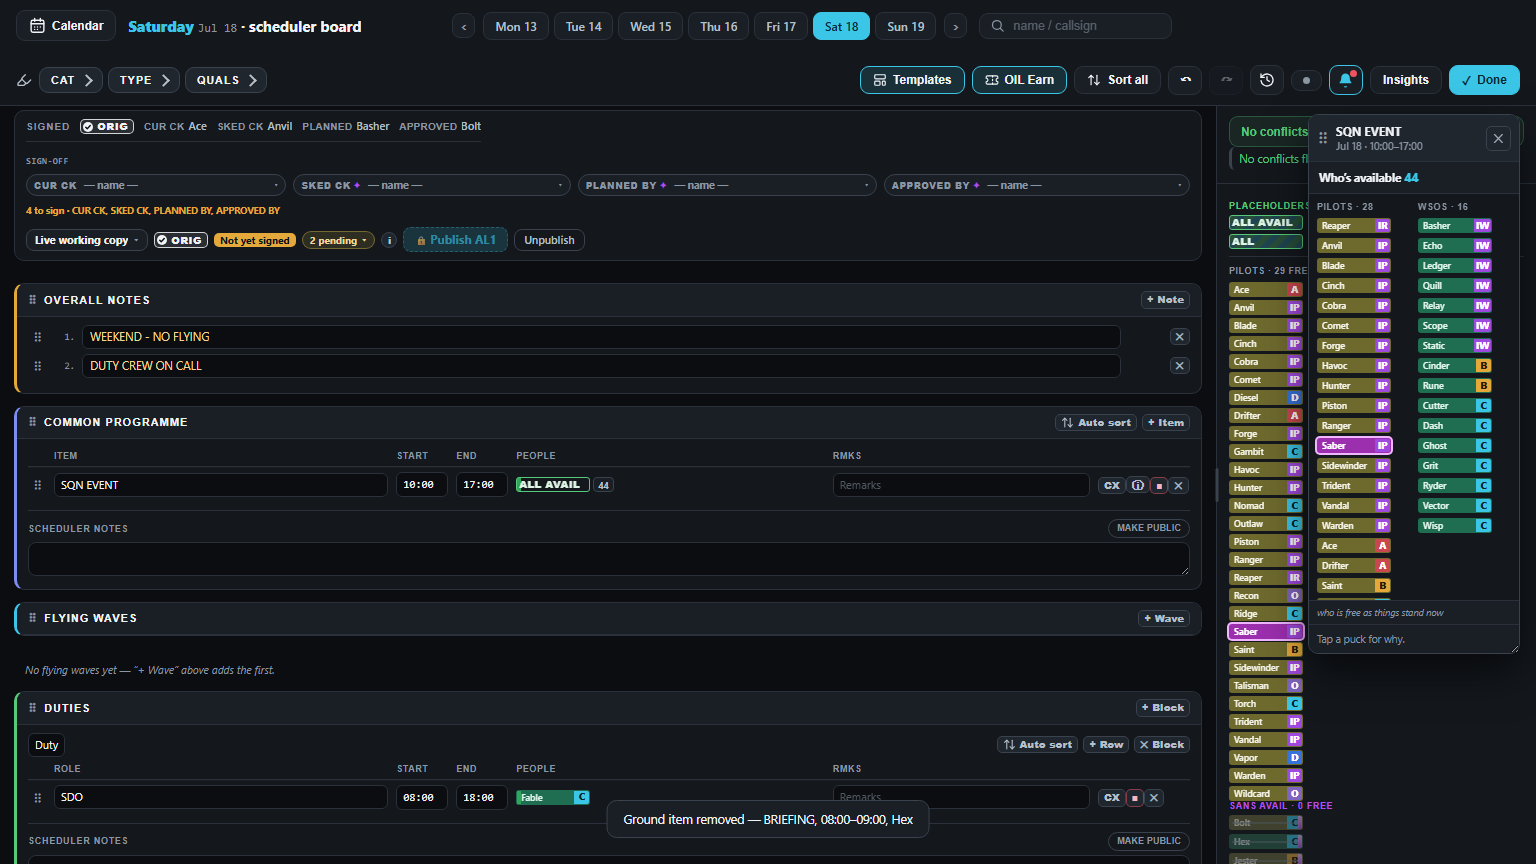 Calendar
Saturday Jul 18 · scheduler board
Mon 13
Tue 14
Wed 15
Thu 16
Fri 17
Sat 18
Sun 19
name / callsign
CAT
TYPE
QUALS
Templates
OIL Earn
Sort all
Insights
✓ Done
SIGNED ORIG CUR CK Ace SKED CK Anvil PLANNED Basher APPROVED Bolt
SIGN-OFF
CUR CK — name —
SKED CK — name —
PLANNED BY — name —
APPROVED BY — name —
4 to sign · CUR CK, SKED CK, PLANNED BY, APPROVED BY
Live working copy
ORIG
Not yet signed
2 pending
i
Publish AL1
Unpublish
OVERALL NOTES
+ Note
1. WEEKEND - NO FLYING
2. DUTY CREW ON CALL
COMMON PROGRAMME
Auto sort
+ Item
ITEM START END PEOPLE RMKS
SQN EVENT 10:00 17:00 ALL AVAIL 44 Remarks CX
SCHEDULER NOTES
MAKE PUBLIC
FLYING WAVES
+ Wave
No flying waves yet — "+ Wave" above adds the first.
DUTIES
+ Block
Duty
Auto sort
+ Row
× Block
ROLE START END PEOPLE RMKS
SDO 08:00 18:00 Fable C Remarks CX
SCHEDULER NOTES
MAKE PUBLIC
Ground item removed — BRIEFING, 08:00–09:00, Hex
No conflicts
No conflicts fl
PLACEHOLDERS
ALL AVAIL
ALL
PILOTS · 29 FRE
Ace A
Anvil IP
Blade IP
Cinch IP
Cobra IP
Comet IP
Diesel D
Drifter A
Forge IP
Gambit C
Havoc IP
Hunter IP
Nomad C
Outlaw C
Piston IP
Ranger IP
Reaper IR
Recon O
Ridge C
Saber IP
Saint B
Sidewinder IP
Talisman O
Torch C
Trident IP
Vandal IP
Vapor D
Warden IP
Wildcard O
SANS AVAIL · 0 FREE
Bolt C
Hex C
Jester B
SQN EVENT
Jul 18 · 10:00–17:00
Who's available 44
PILOTS · 28
Reaper IR
Anvil IP
Blade IP
Cinch IP
Cobra IP
Comet IP
Forge IP
Havoc IP
Hunter IP
Piston IP
Ranger IP
Saber IP
Sidewinder IP
Trident IP
Vandal IP
Warden IP
Ace A
Drifter A
Saint B
WSOS · 16
Basher IW
Echo IW
Ledger IW
Quill IW
Relay IW
Scope IW
Static IW
Cinder B
Rune B
Cutter C
Dash C
Ghost C
Grit C
Ryder C
Vector C
Wisp C
who is free as things stand now
Tap a puck for why.